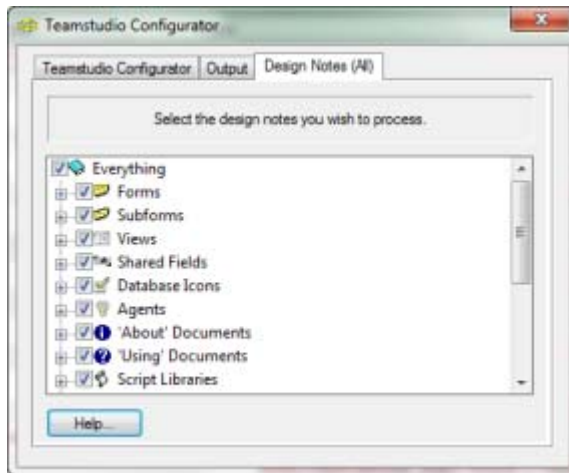 Teamstudio Configurator
Teamstudio Configurator Output Design Notes (All)
Select the design notes you wish to process.
Everything
Forms
Subforms
Views
Shared Fields
Database Icons
Agents
'About' Documents
'Using' Documents
Script Libraries
Help...